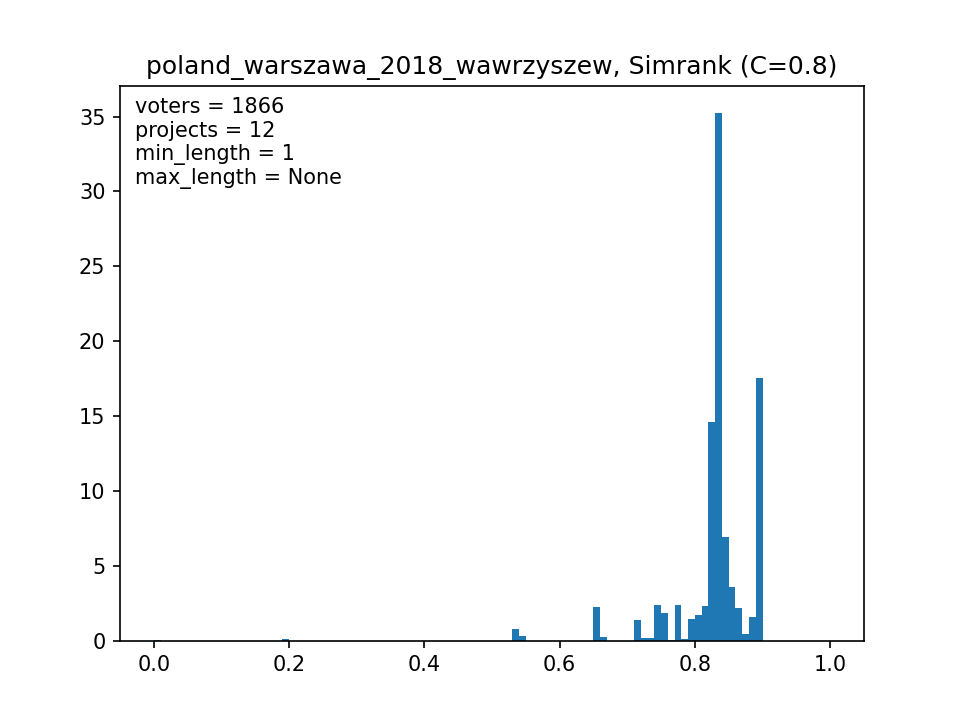 poland_warszawa_2018_wawrzyszew, Simrank (C=0.8)
voters = 1866
projects = 12
min_length = 1
max_length = None
35
30
25
20
15
10
5
0
0.0 0.2 0.4 0.6 0.8 1.0